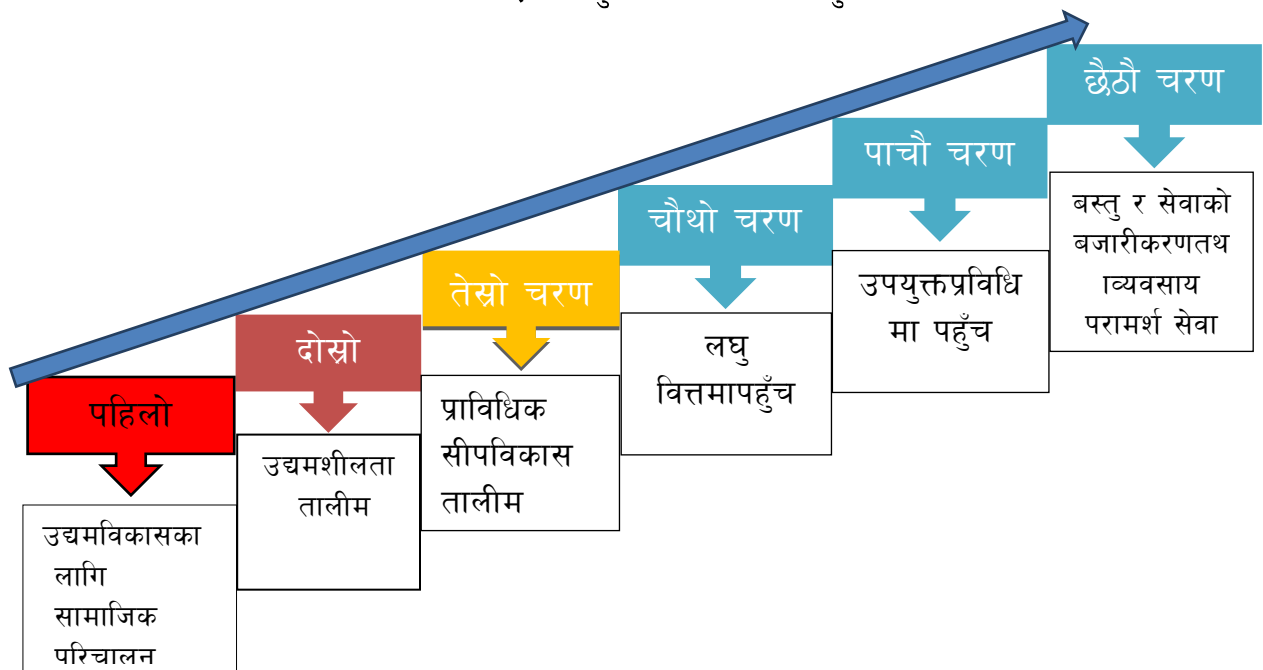 पहिलो
उद्यमविकासका
लागि
सामाजिक
परिचालन
दोस्रो
उद्यमशीलता
तालीम
तेस्रो चरण
प्राविधिक
सीपविकास
तालीम
चौथो चरण
लघु
वित्तमापहुँच
पाचौ चरण
उपयुक्तप्रविधि
मा पहुँच
छैठौ चरण
बस्तु र सेवाको
बजारीकरणतथ
ाव्यवसाय
परामर्श सेवा